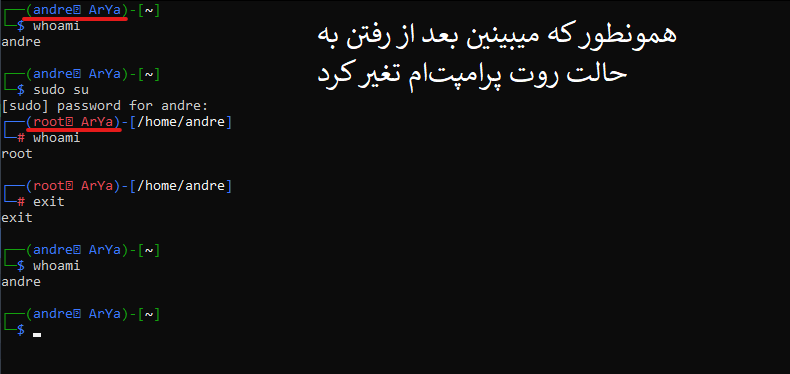 ┌──(andre㉿ ArYa)-[~]
└─$ whoami
andre
┌──(andre㉿ ArYa)-[~]
└─$ sudo su
[sudo] password for andre:
┌──(root㉿ ArYa)-[/home/andre]
└─# whoami
root
┌──(root㉿ ArYa)-[/home/andre]
└─# exit
exit
┌──(andre㉿ ArYa)-[~]
└─$ whoami
andre
┌──(andre㉿ ArYa)-[~]
└─$
همونطور که میبینین بعد از رفتن به
حالت روت پرامپت‌ام تغیر کرد